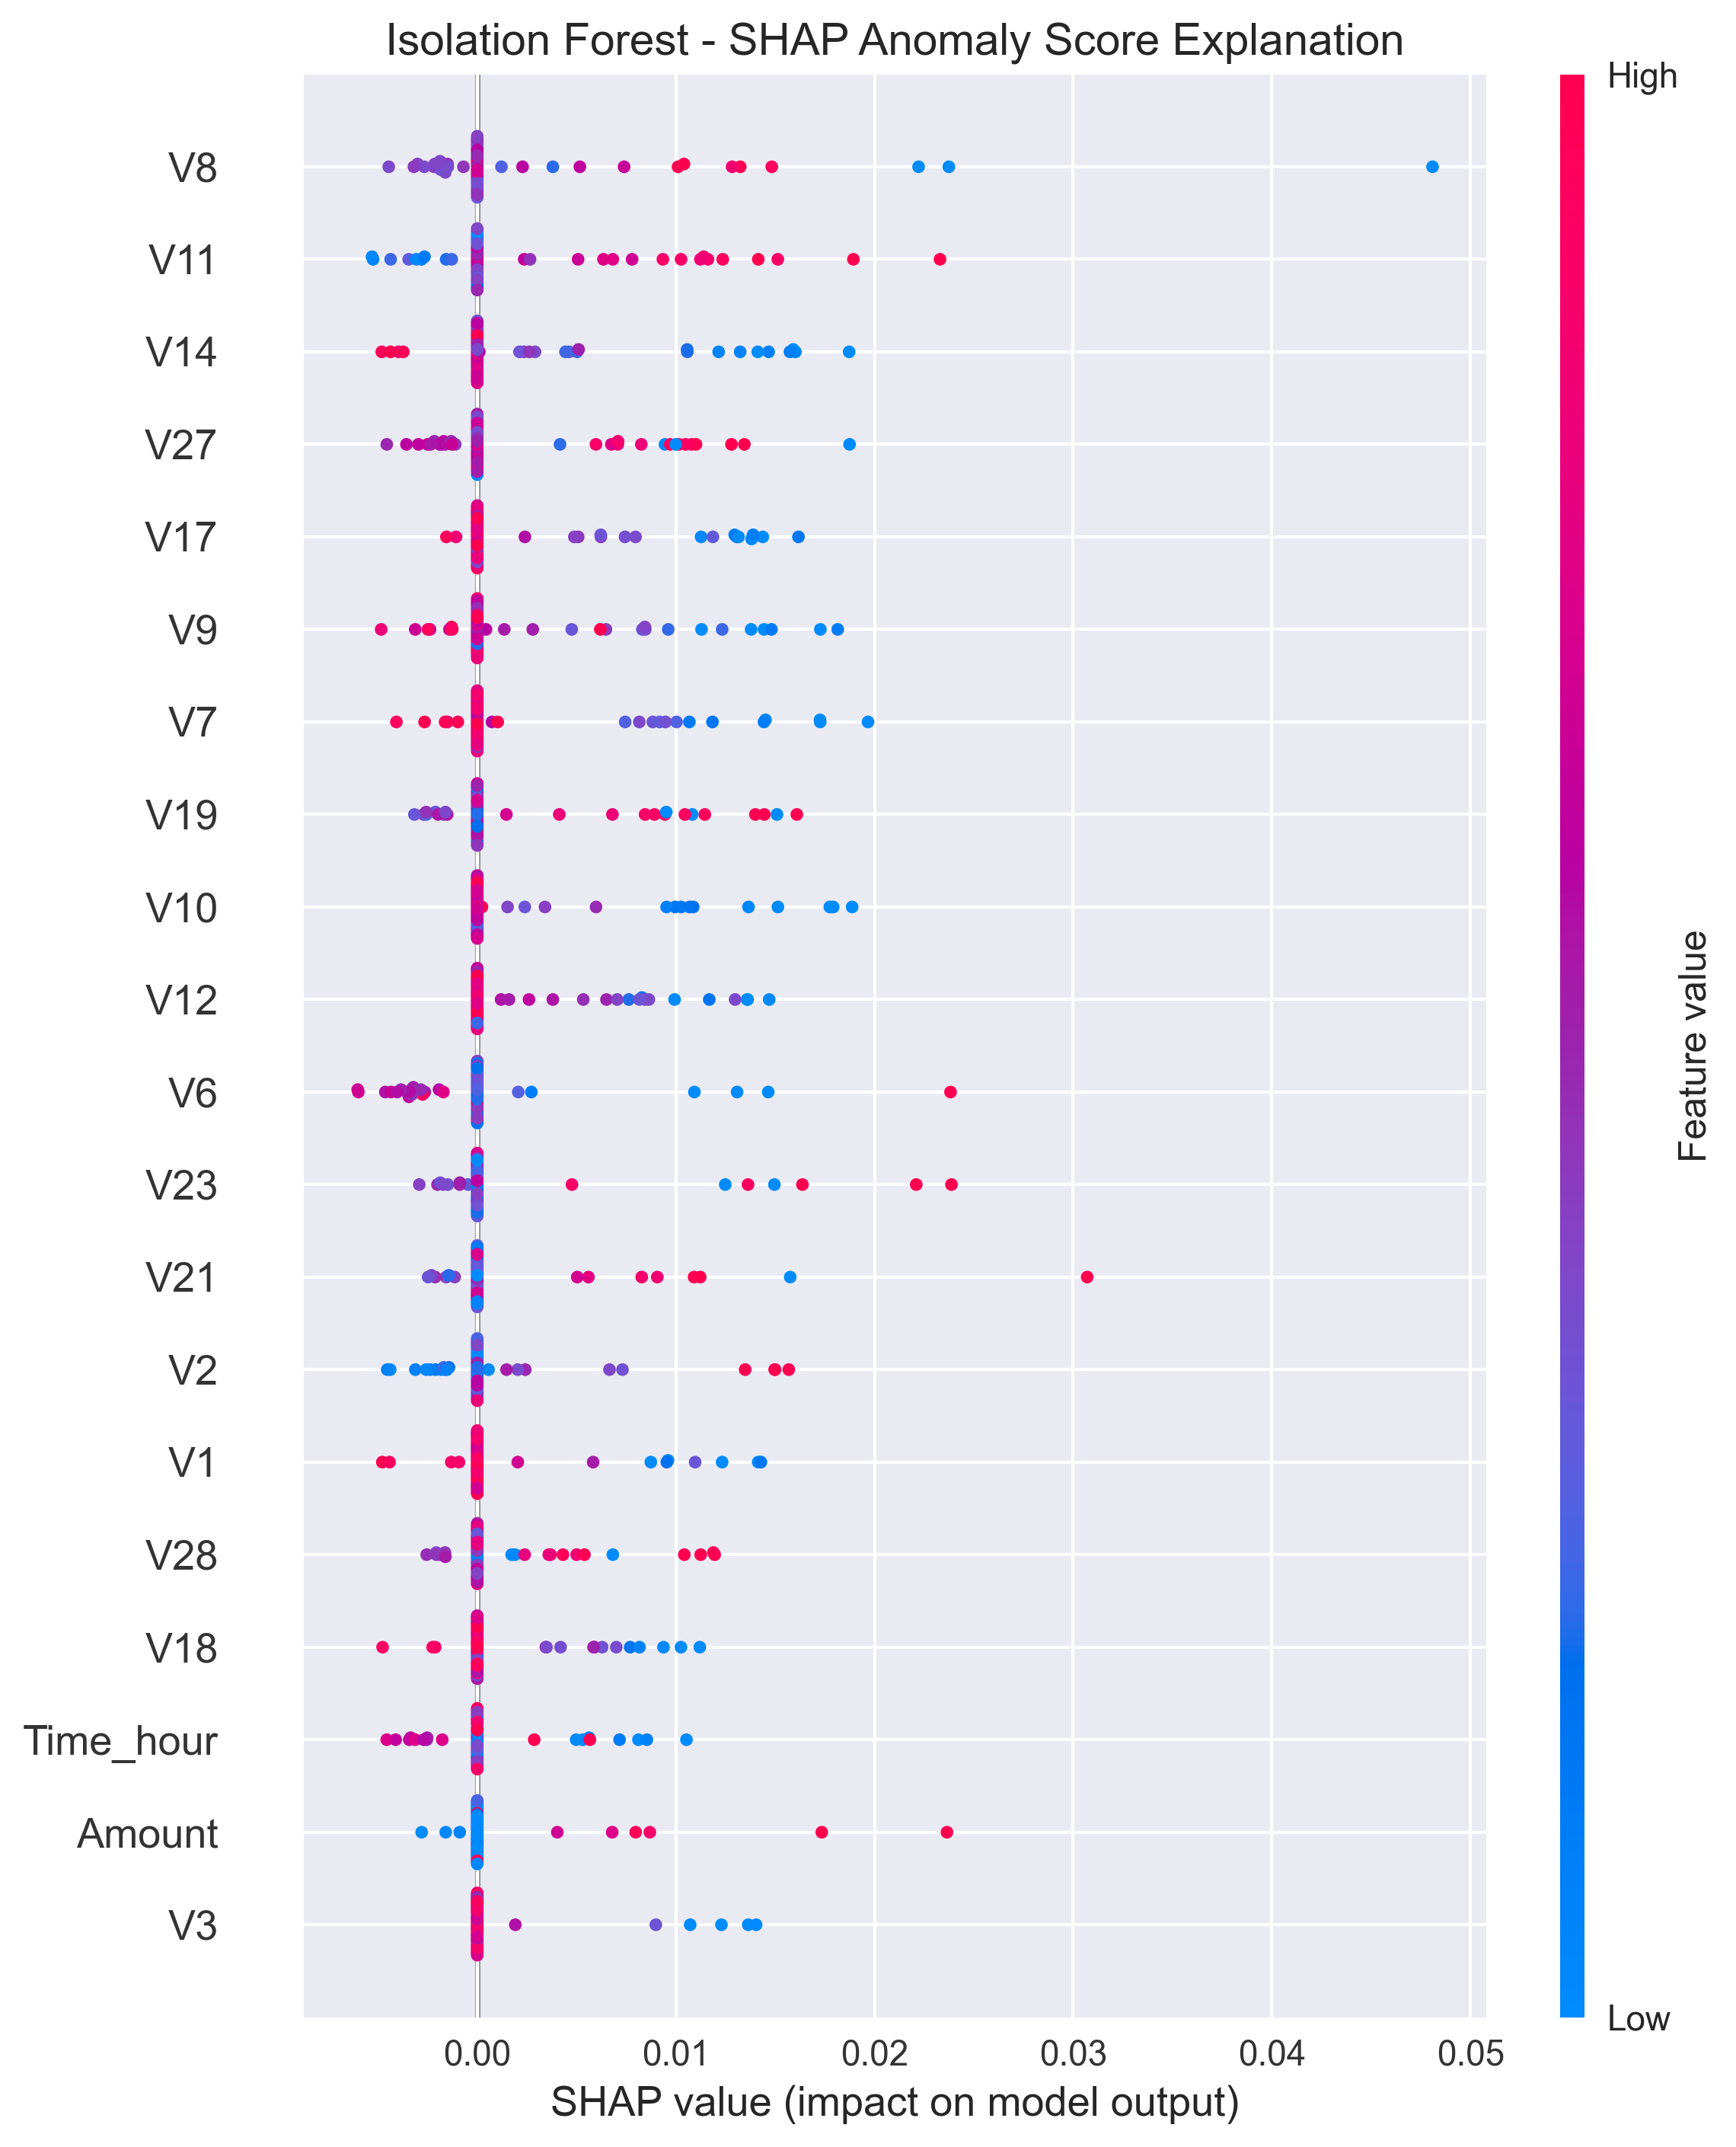 Isolation Forest - SHAP Anomaly Score Explanation
High
V8
V11
V14
V27
V17
V9
V7
V19
V10
V12
V6
V23
V21
V2
V1
V28
V18
Time_hour
Amount
V3
Feature value
Low
0.00 0.01 0.02 0.03 0.04 0.05
SHAP value (impact on model output)